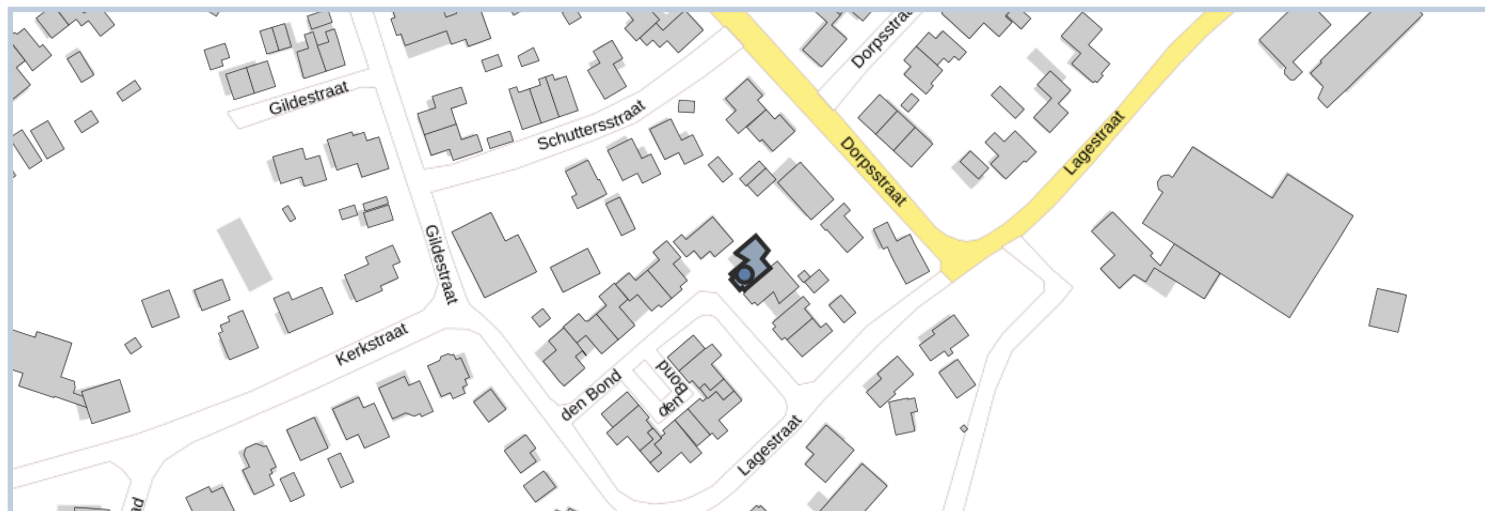 Dorpsstraat
Gildestraat
Schuttersstraat
Dorpsstraat
Lagestraat
Gildestraat
Kerkstraat
den Bond
den Bond
Lagestraat